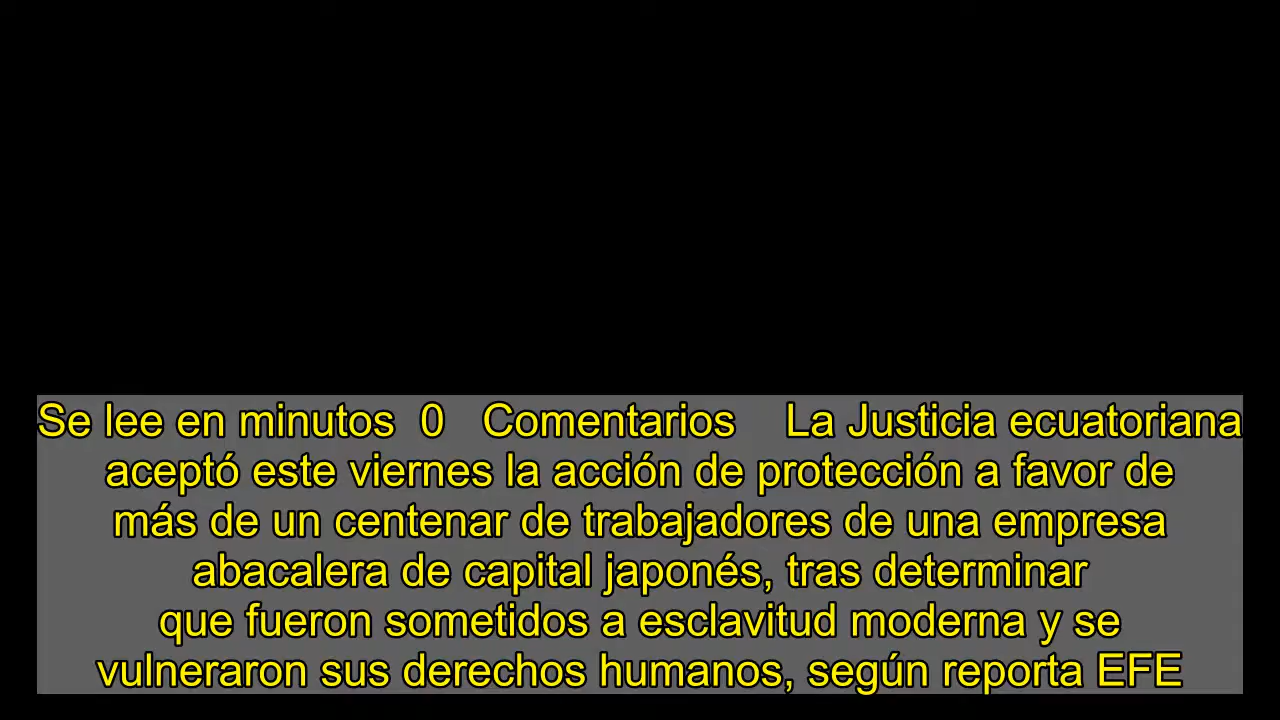 Se lee en minutos  0   Comentarios    La Justicia ecuatoriana
aceptó este viernes la acción de protección a favor de
más de un centenar de trabajadores de una empresa
abacalera de capital japonés, tras determinar
que fueron sometidos a esclavitud moderna y se
vulneraron sus derechos humanos, según reporta EFE